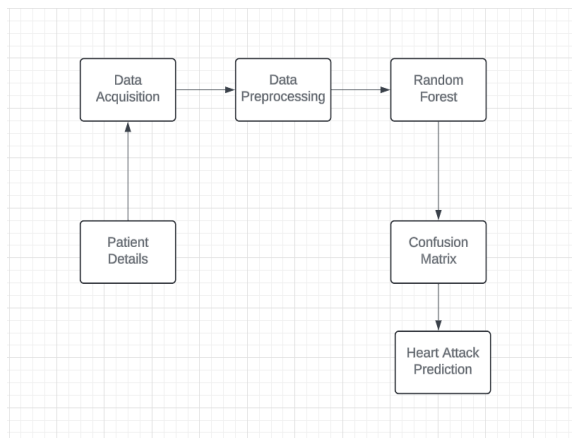 Data
Acquisition
Data
Preprocessing
Random
Forest
Patient
Details
Confusion
Matrix
Heart Attack
Prediction